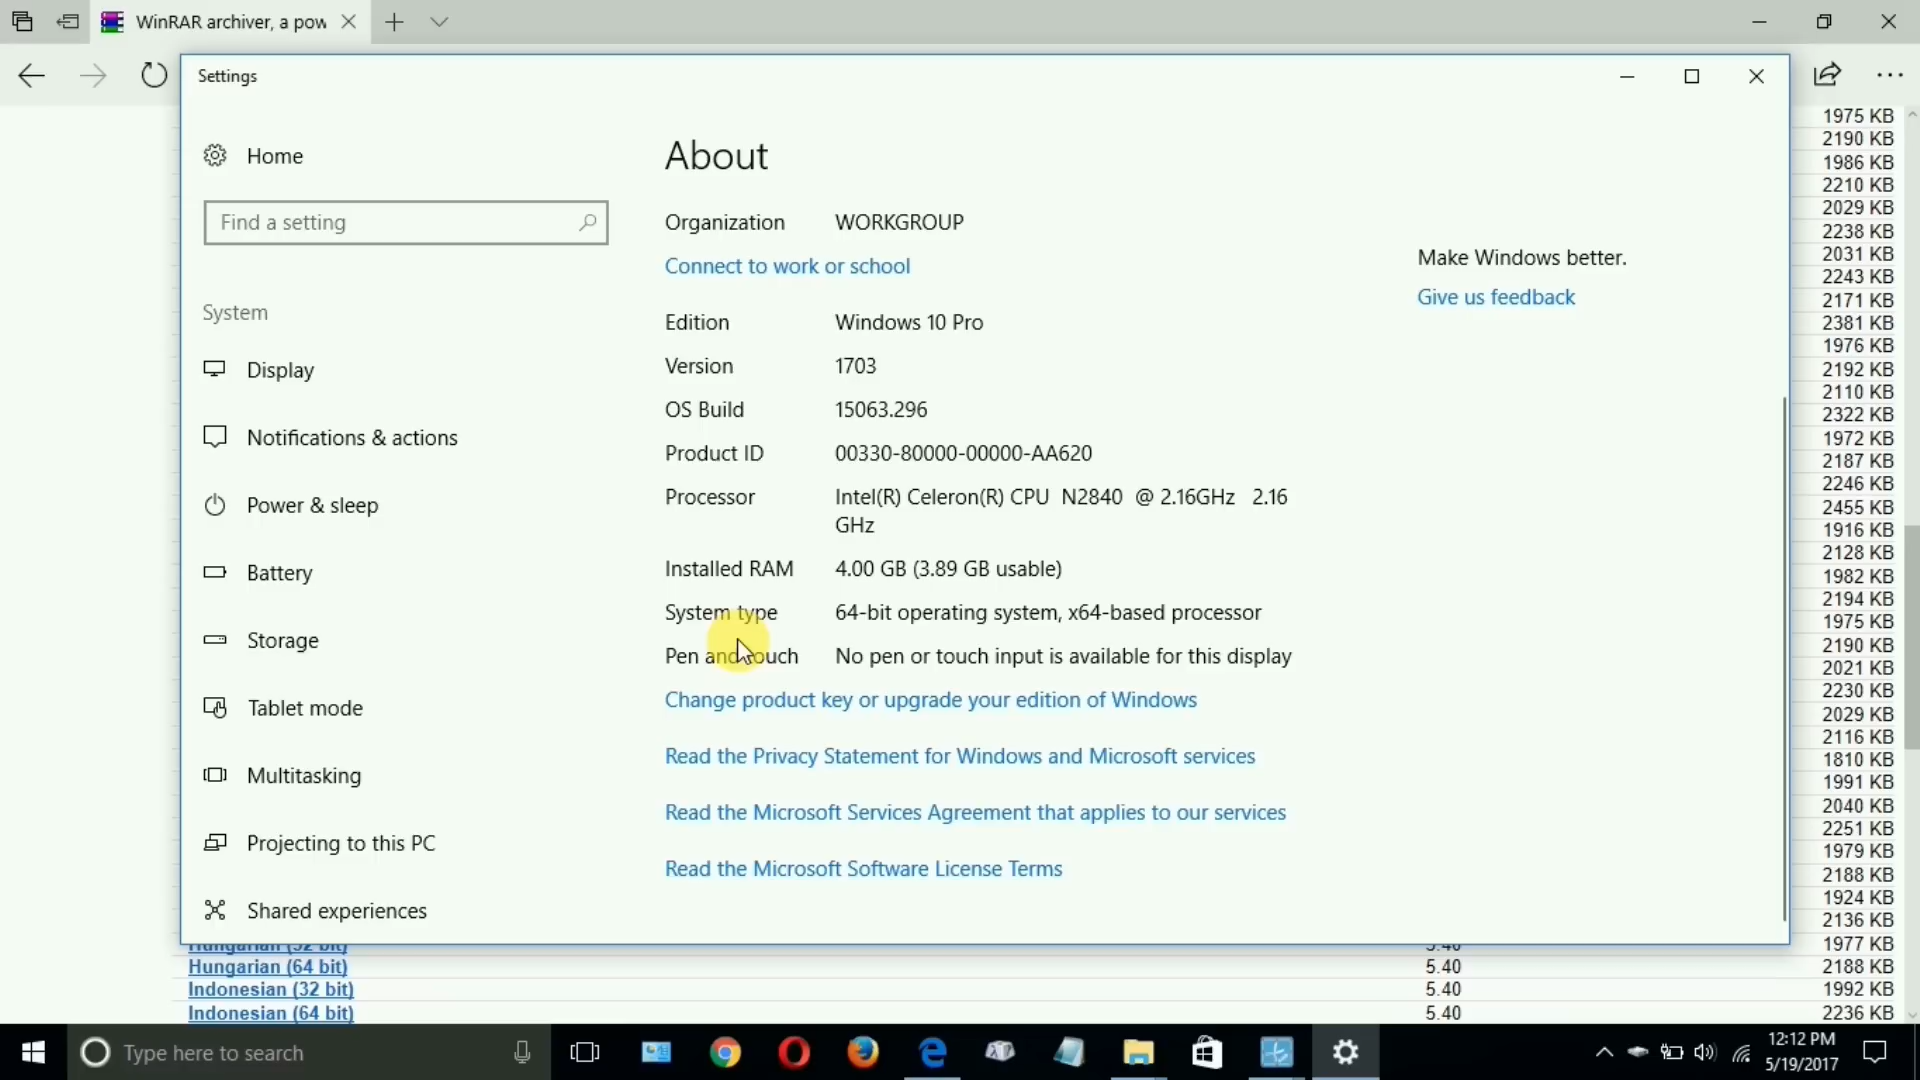 WinRAR archiver, a pow
Settings
Home
Find a setting
System
Display
Notifications & actions
Power & sleep
Battery
Storage
Tablet mode
Multitasking
Projecting to this PC
Shared experiences
About
Organization WORKGROUP
Connect to work or school
Edition Windows 10 Pro
Version 1703
OS Build 15063.296
Product ID 00330-80000-00000-AA620
Processor Intel(R) Celeron(R) CPU N2840 @ 2.16GHz 2.16
GHz
Installed RAM 4.00 GB (3.89 GB usable)
System type 64-bit operating system, x64-based processor
Pen and touch No pen or touch input is available for this display
Change product key or upgrade your edition of Windows
Read the Privacy Statement for Windows and Microsoft services
Read the Microsoft Services Agreement that applies to our services
Read the Microsoft Software License Terms
Make Windows better.
Give us feedback
1975 KB
2190 KB
1986 KB
2210 KB
2029 KB
2238 KB
2031 KB
2243 KB
2171 KB
2381 KB
1976 KB
2192 KB
2110 KB
2322 KB
1972 KB
2187 KB
2246 KB
2455 KB
1916 KB
2128 KB
1982 KB
2194 KB
1975 KB
2190 KB
2021 KB
2230 KB
2029 KB
2116 KB
1810 KB
1991 KB
2040 KB
2251 KB
1979 KB
2188 KB
1924 KB
2136 KB
Hungarian (32 bit) 5.40 1977 KB
Hungarian (64 bit) 5.40 2188 KB
Indonesian (32 bit) 5.40 1992 KB
Indonesian (64 bit) 5.40 2236 KB
Type here to search
12:12 PM
5/19/2017